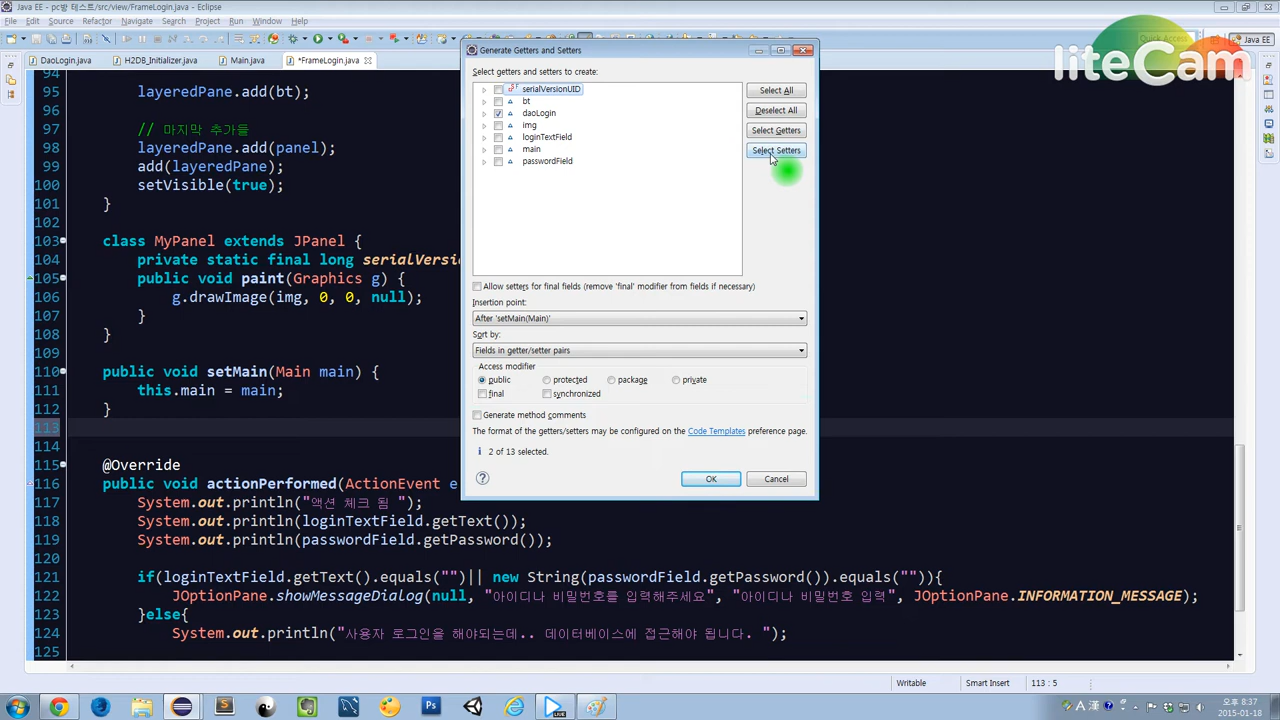 Java EE - pc방 테스트/src/view/FrameLogin.java - Eclipse
File Edit Source Refactor Navigate Search Project Run Window Help
Quick Access
Java EE
liteCam
DaoLogin.java
H2DB_Initializer.java
Main.java
*FrameLogin.java
94
95 layeredPane.add(bt);
96
97 // 마지막 추가들
98 layeredPane.add(panel);
99 add(layeredPane);
100 setVisible(true);
101 }
102
103 class MyPanel extends JPanel {
104 private static final long serialVersi
105 public void paint(Graphics g) {
106 g.drawImage(img, 0, 0, null);
107 }
108 }
109
110 public void setMain(Main main) {
111 this.main = main;
112 }
113
114
115 @Override
116 public void actionPerformed(ActionEvent e
117 System.out.println("액션 체크 됨 ");
118 System.out.println(loginTextField.getText());
119 System.out.println(passwordField.getPassword());
120
121 if(loginTextField.getText().equals("")|| new String(passwordField.getPassword()).equals("")){
122 JOptionPane.showMessageDialog(null, "아이디나 비밀번호를 입력해주세요", "아이디나 비밀번호 입력", JOptionPane.INFORMATION_MESSAGE);
123 }else{
124 System.out.println("사용자 로그인을 해야되는데.. 데이터베이스에 접근해야 됩니다. ");
125
Generate Getters and Setters
Select getters and setters to create:
serialVersionUID
bt
daoLogin
img
loginTextField
main
passwordField
Select All
Deselect All
Select Getters
Select Setters
Allow setters for final fields (remove 'final' modifier from fields if necessary)
Insertion point:
After 'setMain(Main)'
Sort by:
Fields in getter/setter pairs
Access modifier
public protected package private
final synchronized
Generate method comments
The format of the getters/setters may be configured on the Code Templates preference page.
2 of 13 selected.
OK
Cancel
Writable
Smart Insert
113 : 5
오후 8:37
2015-01-18